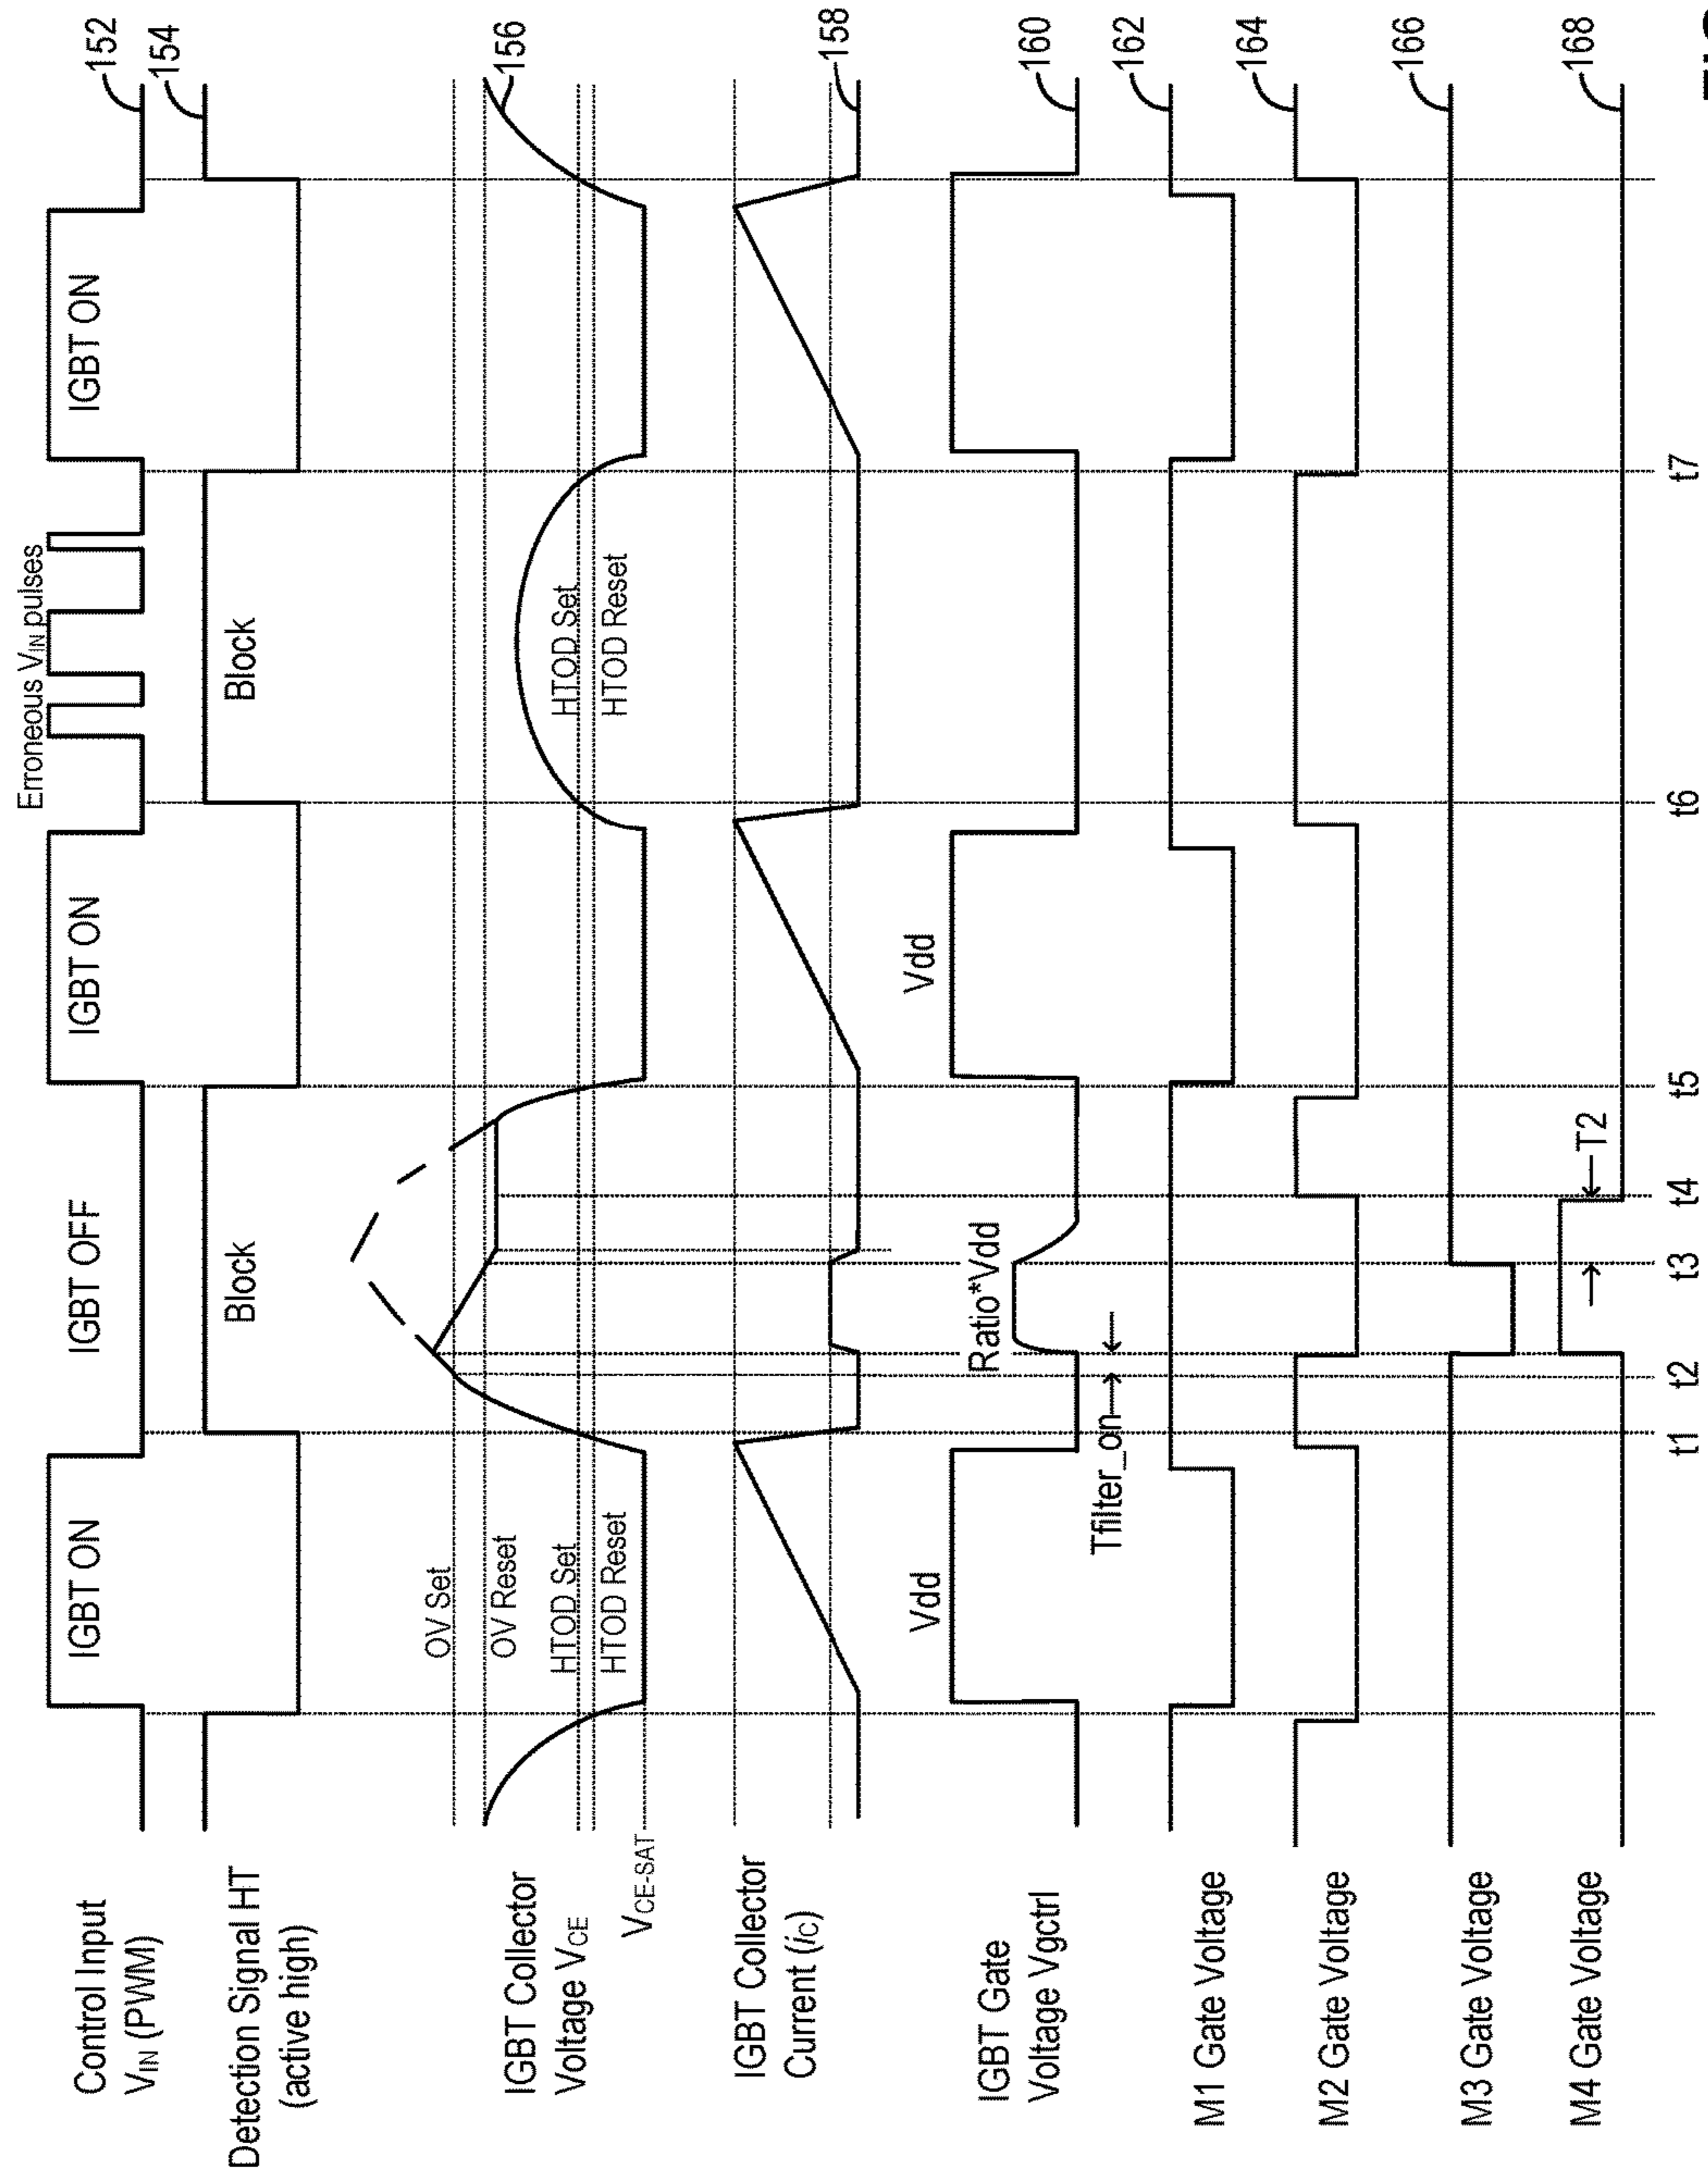 Erroneous VIN pulses
Control Input
VIN (PWM)
IGBT ON
IGBT OFF
IGBT ON
IGBT ON
152
Detection Signal HT
(active high)
Block
Block
154
OV Set
OV Reset
HTOD Set
HTOD Reset
HTOD Set
HTOD Reset
IGBT Collector
Voltage VCE
VCE-SAT
156
IGBT Collector
Current (iC)
158
IGBT Gate
Voltage Vgctrl
Vdd
Ratio*Vdd
Vdd
160
Tfilter_on
M1 Gate Voltage
162
M2 Gate Voltage
164
M3 Gate Voltage
166
M4 Gate Voltage
T2
168
t1
t2
t3
t4
t5
t6
t7